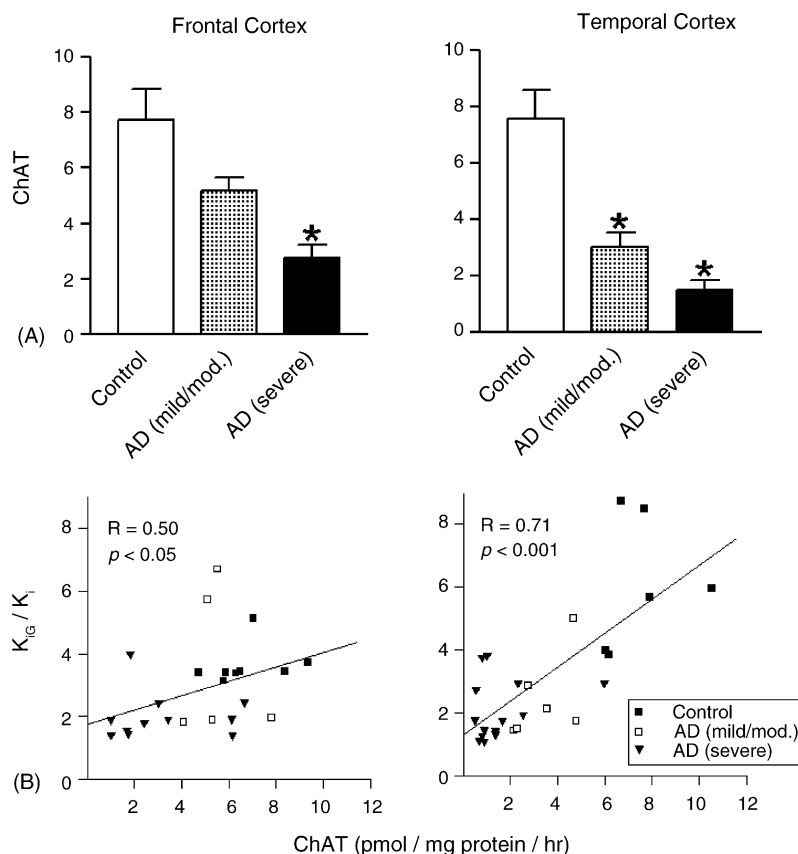 Frontal Cortex
Temporal Cortex
ChAT
10
8
6
4
2
0
10
8
6
4
2
0
*
*
*
(A)
Control
AD (mild/mod.)
AD (severe)
Control
AD (mild/mod.)
AD (severe)
R = 0.50
p < 0.05
R = 0.71
p < 0.001
KiG / Ki
8
6
4
2
0
8
6
4
2
0
Control
AD (mild/mod.)
AD (severe)
(B)
2 4 6 8 10 12
2 4 6 8 10 12
ChAT (pmol / mg protein / hr)